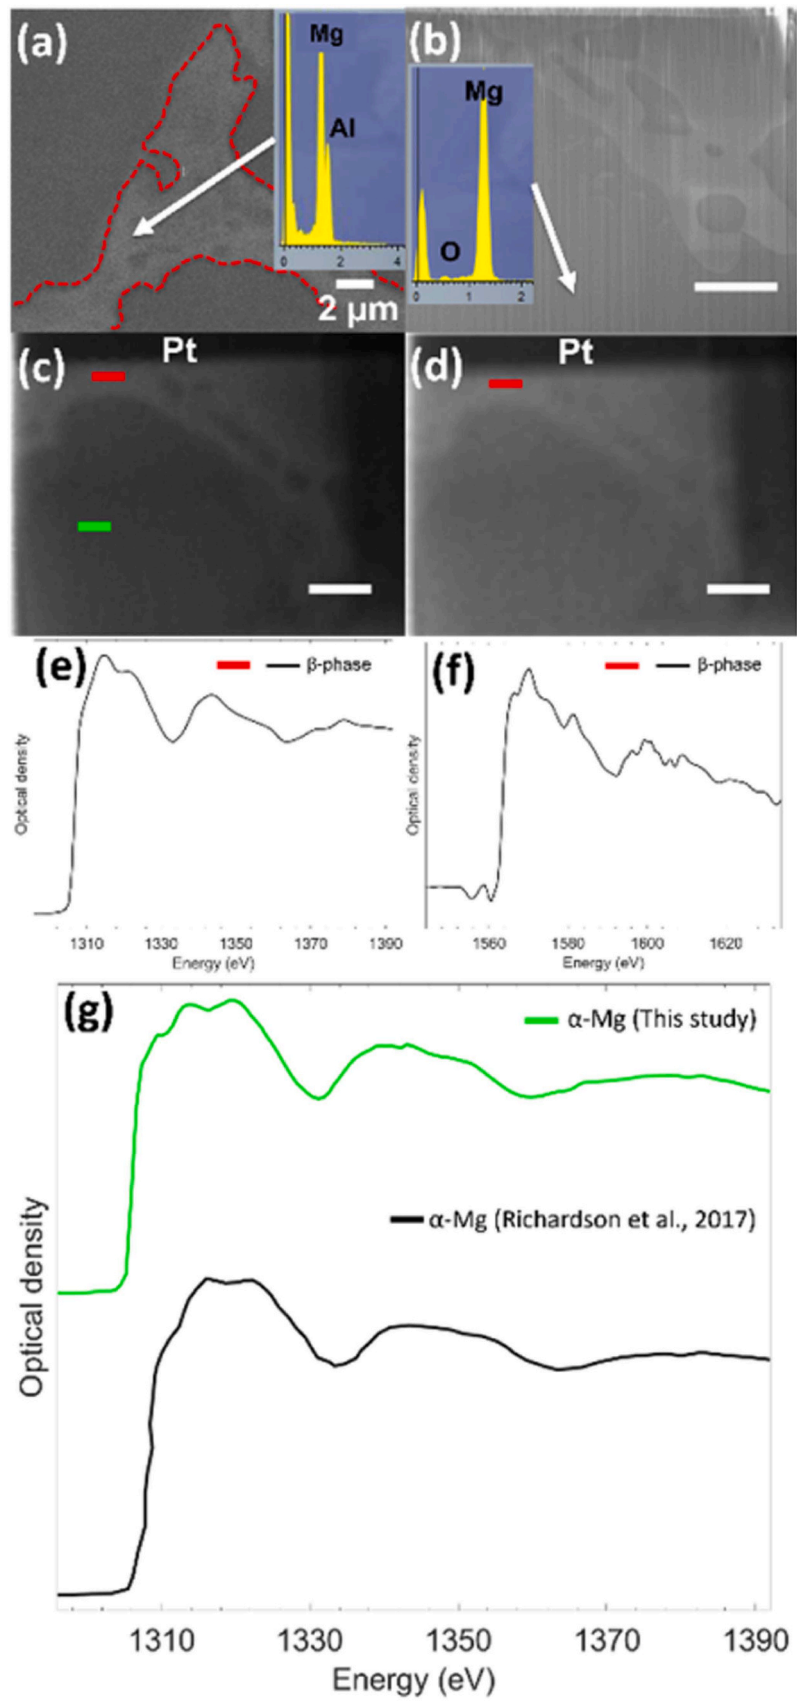 (a)
Mg
Al
0 2 4
2 µm
(b)
Mg
O
0 1 2
(c)
Pt
(d)
Pt
(e)
β-phase
Optical density
1310 1330 1350 1370 1390
Energy (eV)
(f)
β-phase
Optical density
1560 1580 1600 1620
Energy (eV)
(g)
α-Mg (This study)
α-Mg (Richardson et al., 2017)
Optical density
1310 1330 1350 1370 1390
Energy (eV)